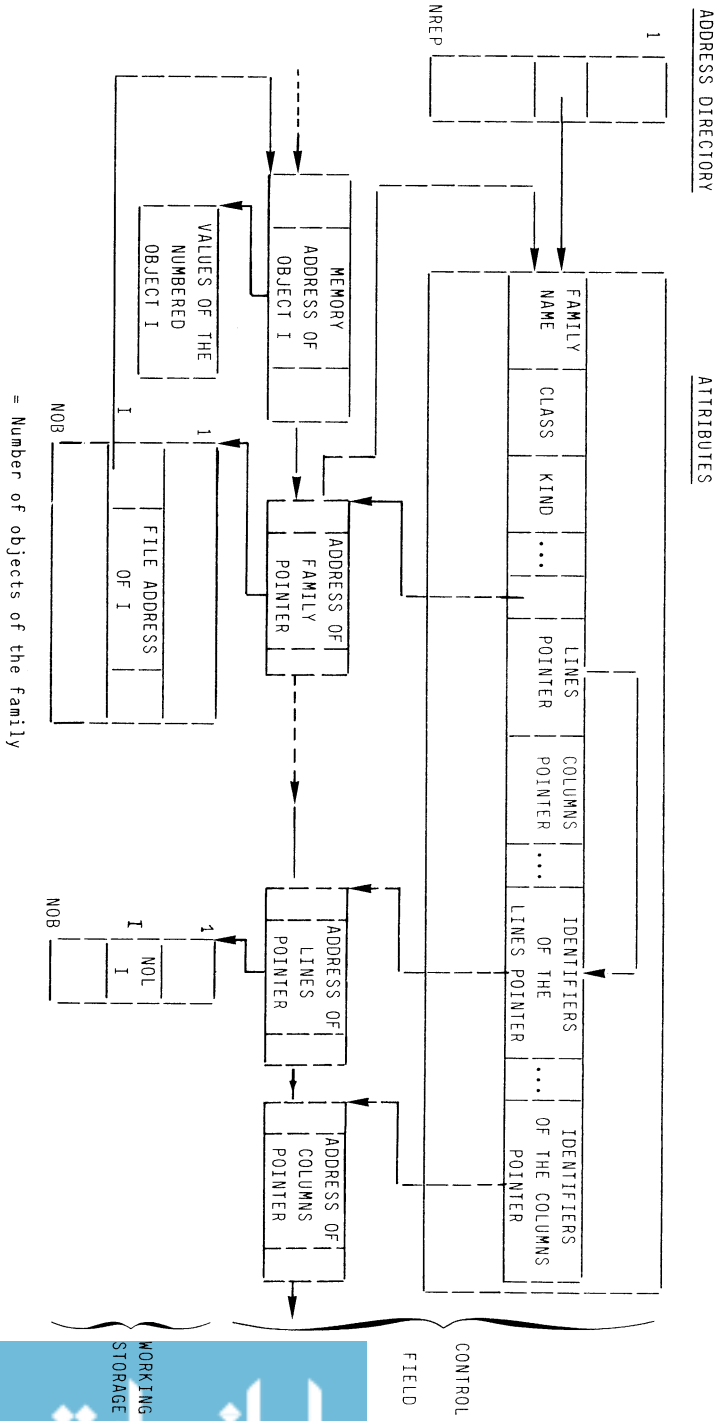 ADDRESS DIRECTORY
ATTRIBUTES
1
NREP
FAMILY
NAME
CLASS
KIND
....
LINES
POINTER
COLUMNS
POINTER
....
IDENTIFIERS
OF THE
LINES POINTER
....
IDENTIFIERS
OF THE COLUMNS
POINTER
CONTROL
FIELD
MEMORY
ADDRESS OF
OBJECT I
ADDRESS OF
FAMILY
POINTER
ADDRESS OF
LINES
POINTER
ADDRESS OF
COLUMNS
POINTER
VALUES OF THE
NUMBERED
OBJECT I
1
I
NOB
FILE ADDRESS
OF I
1
I
NOB
NOL
I
WORKING
STORAGE
= Number of objects of the family